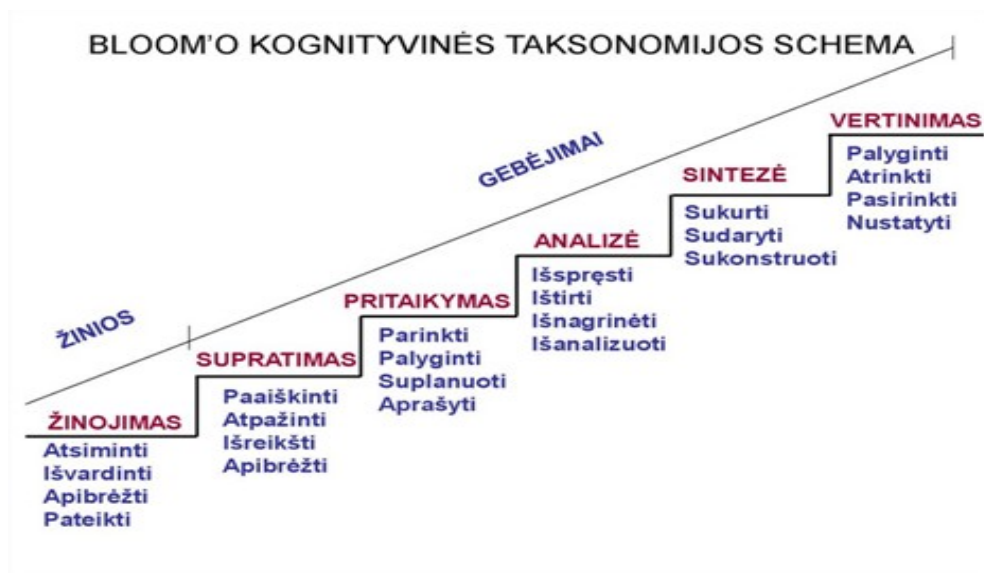 BLOOM’O KOGNITYVINĖS TAKSONOMIJOS SCHEMA
ŽINIOS
GEBĖJIMAI
ŽINOJIMAS
Atsiminti
Išvardinti
Apibrėžti
Pateikti
SUPRATIMAS
Paaiškinti
Atpažinti
Išreikšti
Apibrėžti
PRITAIKYMAS
Parinkti
Palyginti
Suplanuoti
Aprašyti
ANALIZĖ
Išspręsti
Ištirti
Išnagrinėti
Išanalizuoti
SINTEZĖ
Sukurti
Sudaryti
Sukonstruoti
VERTINIMAS
Palyginti
Atrinkti
Pasirinkti
Nustatyti